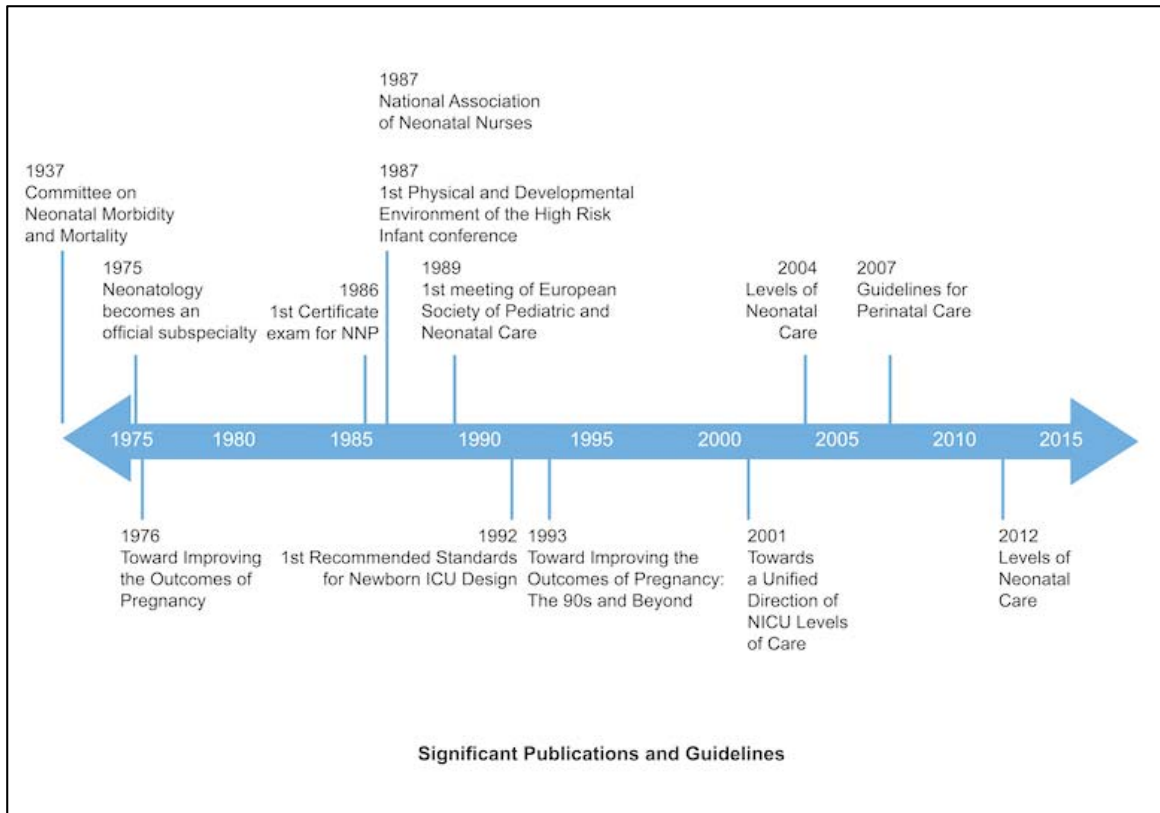 1987
National Association
of Neonatal Nurses
1937
Committee on
Neonatal Morbidity
and Mortality
1987
1st Physical and Developmental
Environment of the High Risk
Infant conference
1975
Neonatology
becomes an
official subspecialty
1986
1st Certificate
exam for NNP
1989
1st meeting of European
Society of Pediatric and
Neonatal Care
2004
Levels of
Neonatal
Care
2007
Guidelines for
Perinatal Care
1975 1980 1985 1990 1995 2000 2005 2010 2015
1976
Toward Improving
the Outcomes of
Pregnancy
1992
1st Recommended Standards
for Newborn ICU Design
1993
Toward Improving the
Outcomes of Pregnancy:
The 90s and Beyond
2001
Towards
a Unified
Direction of
NICU Levels
of Care
2012
Levels of
Neonatal
Care
Significant Publications and Guidelines